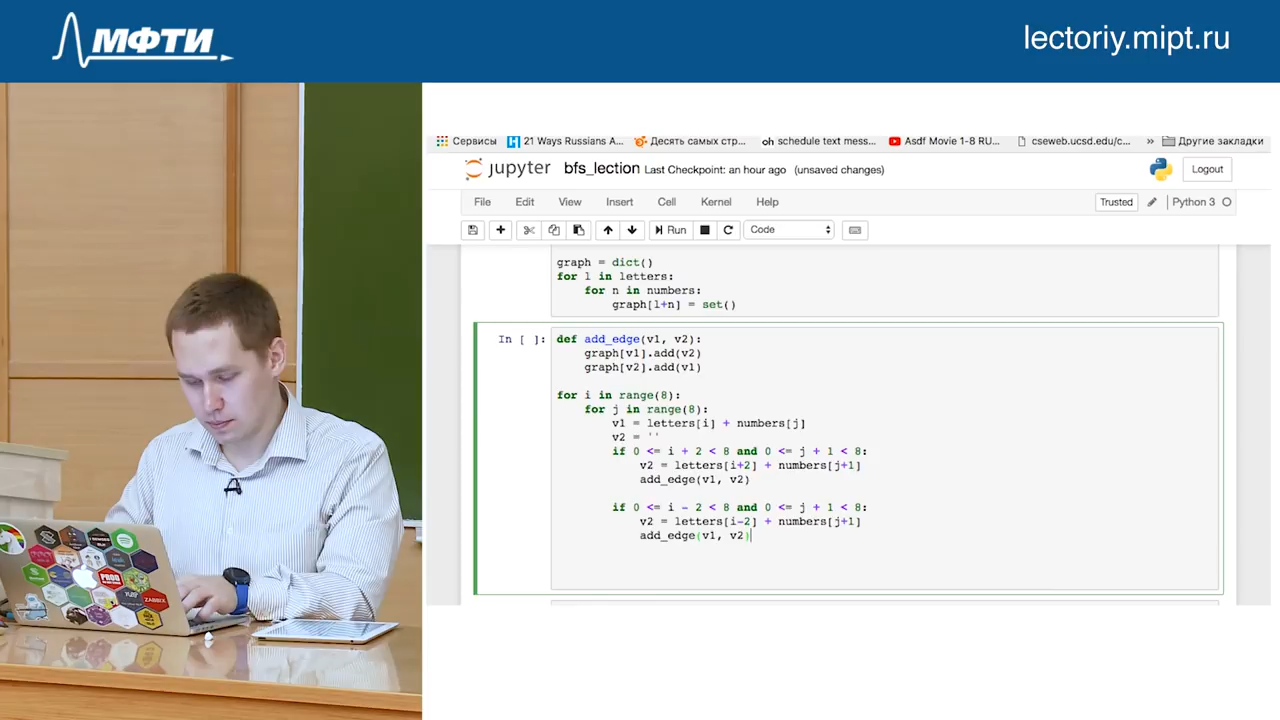 МФТИ
lectoriy.mipt.ru
Сервисы 21 Ways Russians A... Десять самых стр... oh schedule text mess... Asdf Movie 1-8 RU... cseweb.ucsd.edu/c... » Другие закладки
jupyter bfs_lection Last Checkpoint: an hour ago (unsaved changes) Logout
File Edit View Insert Cell Kernel Help Trusted Python 3
Run Code
graph = dict()
for l in letters:
for n in numbers:
graph[l+n] = set()
In [ ]: def add_edge(v1, v2):
graph[v1].add(v2)
graph[v2].add(v1)
for i in range(8):
for j in range(8):
v1 = letters[i] + numbers[j]
v2 = ''
if 0 <= i + 2 < 8 and 0 <= j + 1 < 8:
v2 = letters[i+2] + numbers[j+1]
add_edge(v1, v2)
if 0 <= i - 2 < 8 and 0 <= j + 1 < 8:
v2 = letters[i-2] + numbers[j+1]
add_edge(v1, v2)
PROG
ZABBIX